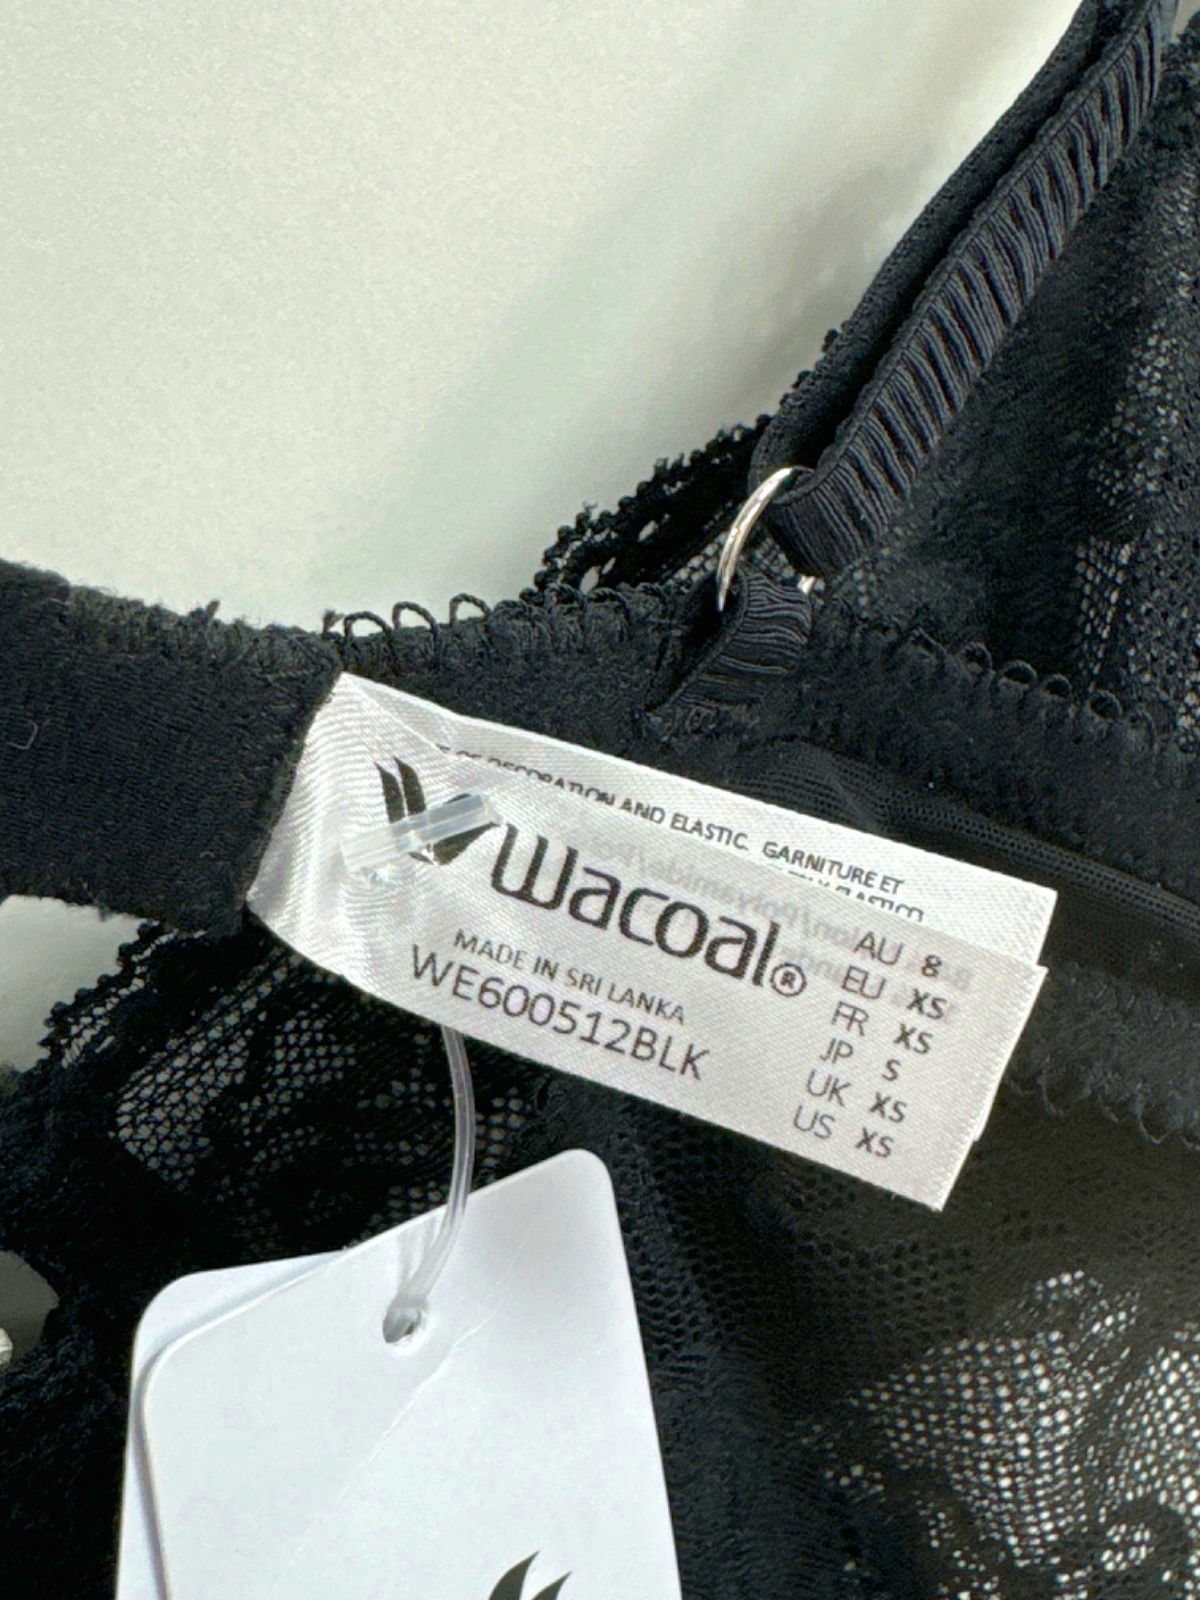 OF DECORATION AND ELASTIC. GARNITURE ET
wacoal®
MADE IN SRI LANKA
WE600512BLK
AU 8
EU XS
FR XS
JP S
UK XS
US XS